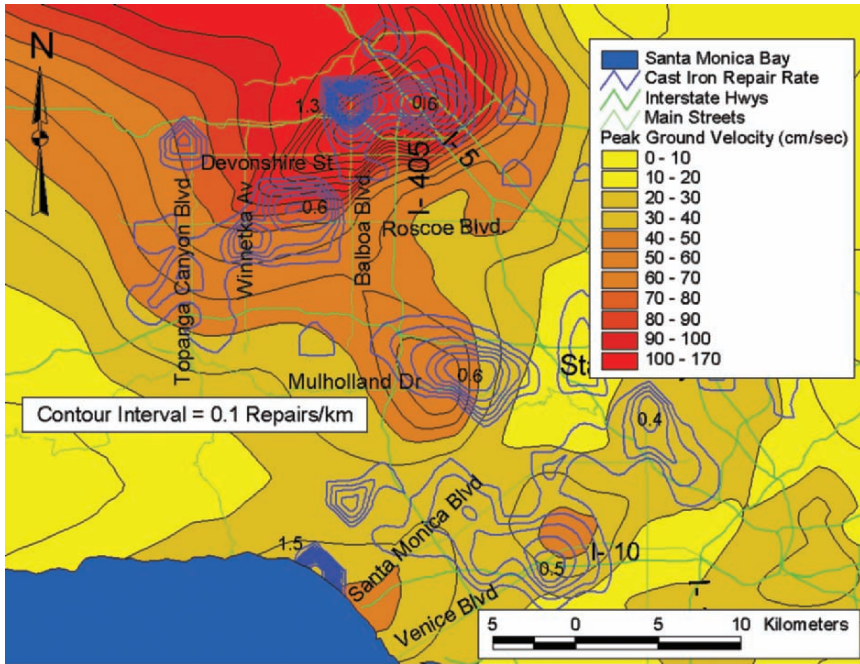 N
Santa Monica Bay
Cast Iron Repair Rate
Interstate Hwys
Main Streets
Peak Ground Velocity (cm/sec)
0 - 10
10 - 20
20 - 30
30 - 40
40 - 50
50 - 60
60 - 70
70 - 80
80 - 90
90 - 100
100 - 170
1.3
0.6
I- 5
Devonshire St
I- 405
0.6
Topanga Canyon Blvd
Winnetka Av
Balboa Blvd.
Roscoe Blvd.
Mulholland Dr
0.6
Sta
Contour Interval = 0.1 Repairs/km
0.4
Santa Monica Blvd
1.5
I- 10
0.5
Venice Blvd
I-
5 0 5 10 Kilometers